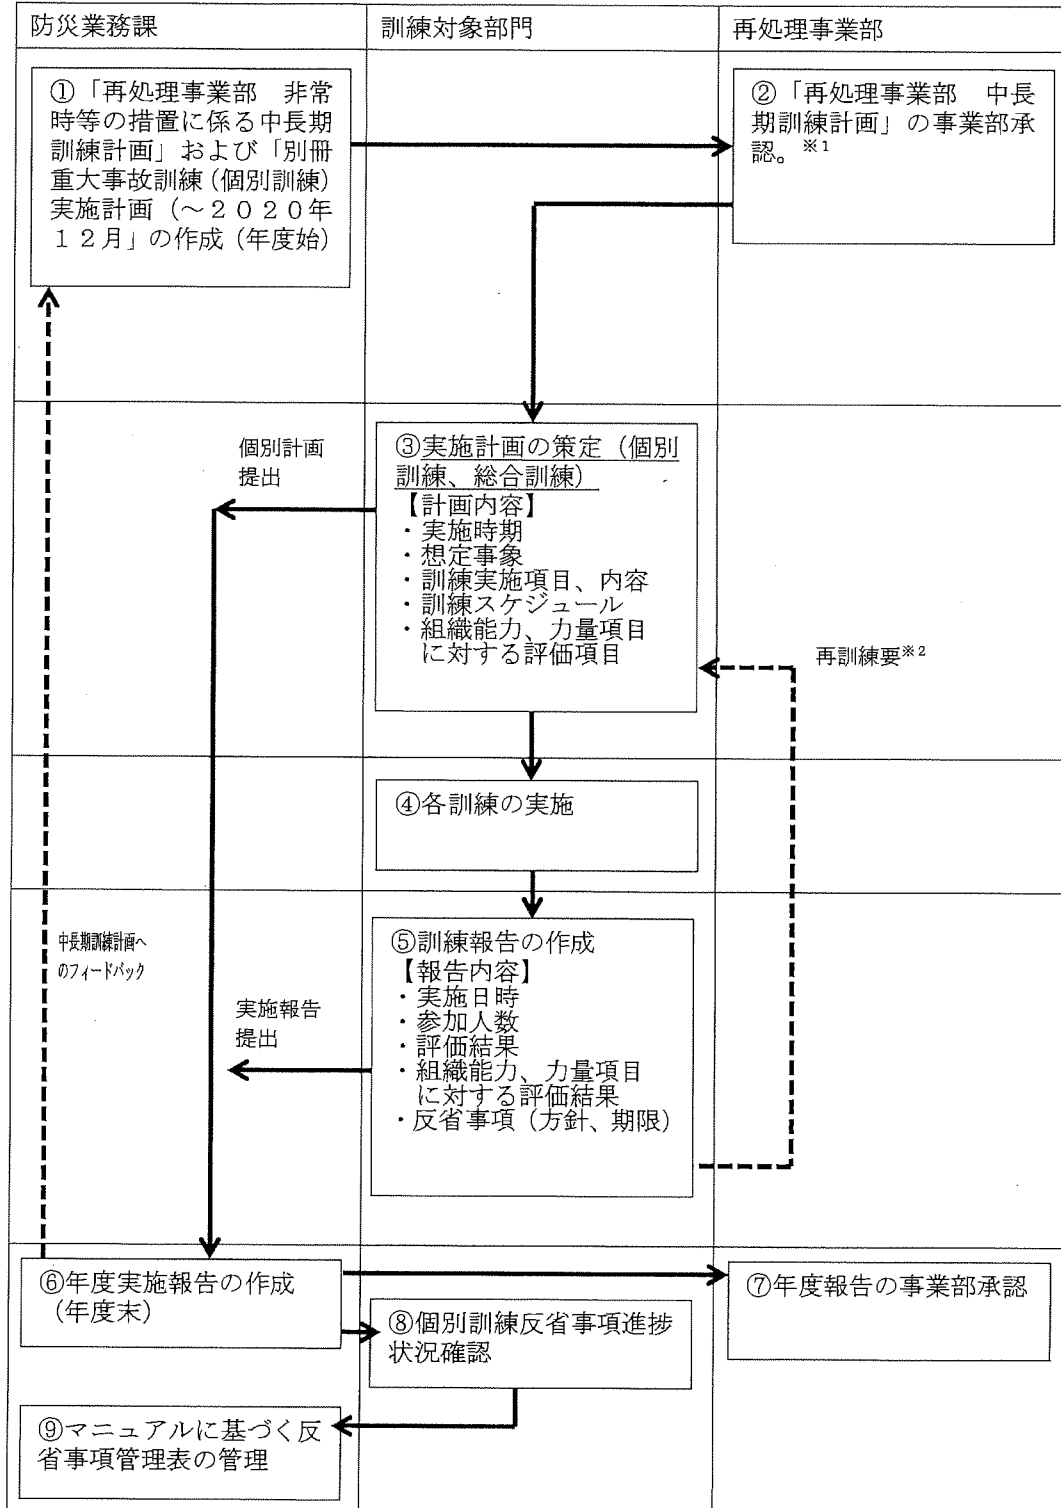 防災業務課
訓練対象部門
再処理事業部
①「再処理事業部　非常
時等の措置に係る中長期
訓練計画」および「別冊
重大事故訓練(個別訓練)
実施計画（～２０２０年
１２月」の作成（年度始）
②「再処理事業部　中長
期訓練計画」の事業部承
認。※1
個別計画
提出
③実施計画の策定（個別
訓練、総合訓練）
【計画内容】
・実施時期
・想定事象
・訓練実施項目、内容
・訓練スケジュール
・組織能力、力量項目
に対する評価項目
再訓練要※2
④各訓練の実施
中長期訓練計画へ
のフィードバック
実施報告
提出
⑤訓練報告の作成
【報告内容】
・実施日時
・参加人数
・評価結果
・組織能力、力量項目
に対する評価結果
・反省事項（方針、期限）
⑥年度実施報告の作成
（年度末）
⑦年度報告の事業部承認
⑧個別訓練反省事項進捗
状況確認
⑨マニュアルに基づく反
省事項管理表の管理